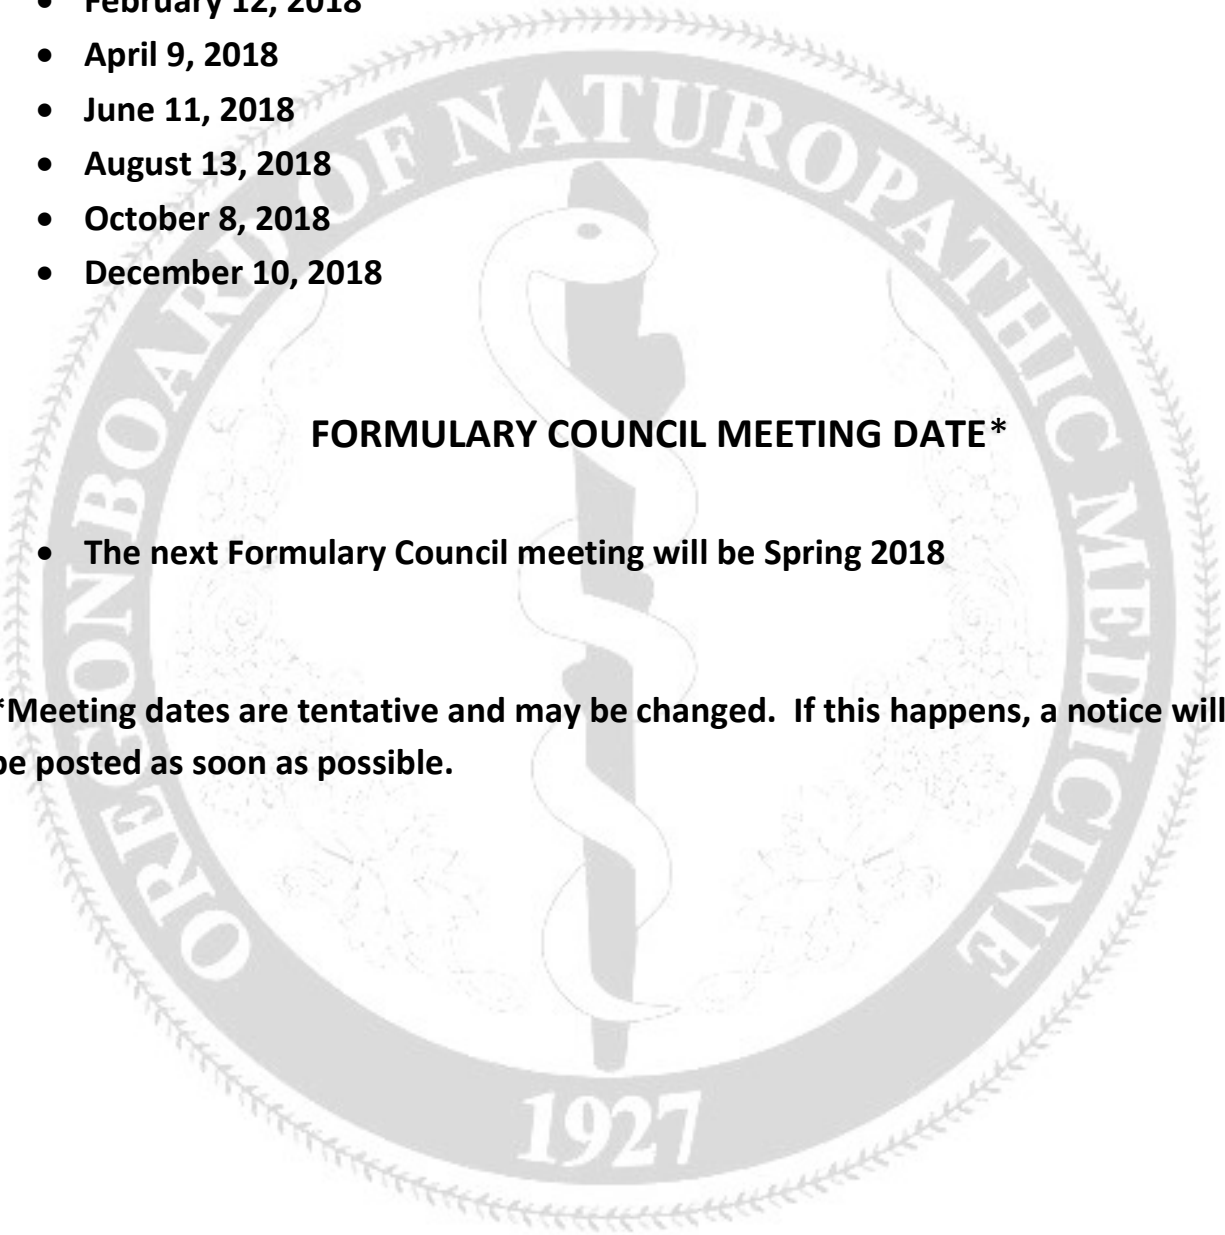 • February 12, 2018
• April 9, 2018
• June 11, 2018
• August 13, 2018
• October 8, 2018
• December 10, 2018
FORMULARY COUNCIL MEETING DATE*
• The next Formulary Council meeting will be Spring 2018
*Meeting dates are tentative and may be changed.  If this happens, a notice will
be posted as soon as possible.
OREGON BOARD OF NATUROPATHIC MEDICINE
1927